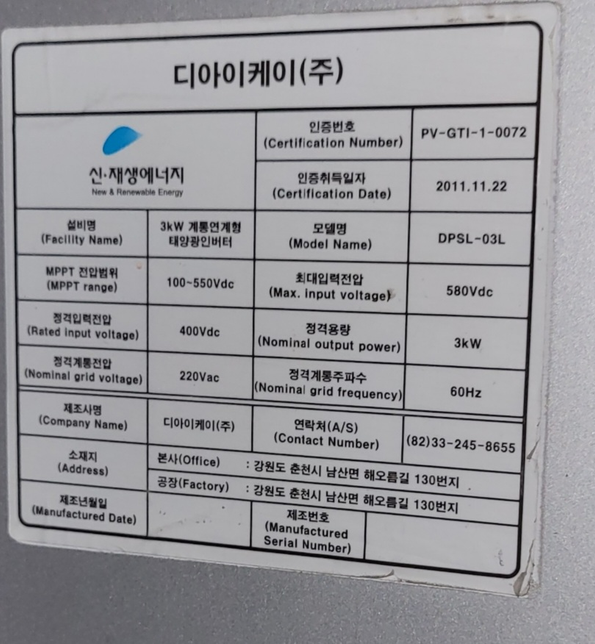 디아이케이(주)
신·재생에너지
New & Renewable Energy
인증번호
(Certification Number)
PV-GTI-1-0072
인증취득일자
(Certification Date)
2011.11.22
설비명
(Facility Name)
3kW 계통연계형
태양광인버터
모델명
(Model Name)
DPSL-03L
MPPT 전압범위
(MPPT range)
100~550Vdc
최대입력전압
(Max. input voltage)
580Vdc
정격입력전압
(Rated input voltage)
400Vdc
정격용량
(Nominal output power)
3kW
정격계통전압
(Nominal grid voltage)
220Vac
정격계통주파수
(Nominal grid frequency)
60Hz
제조사명
(Company Name)
디아이케이(주)
연락처(A/S)
(Contact Number)
(82)33-245-8655
소재지
(Address)
본사(Office) : 강원도 춘천시 남산면 해오름길 130번지
공장(Factory) : 강원도 춘천시 남산면 해오름길 130번지
제조년월일
(Manufactured Date)
제조번호
(Manufactured
Serial Number)